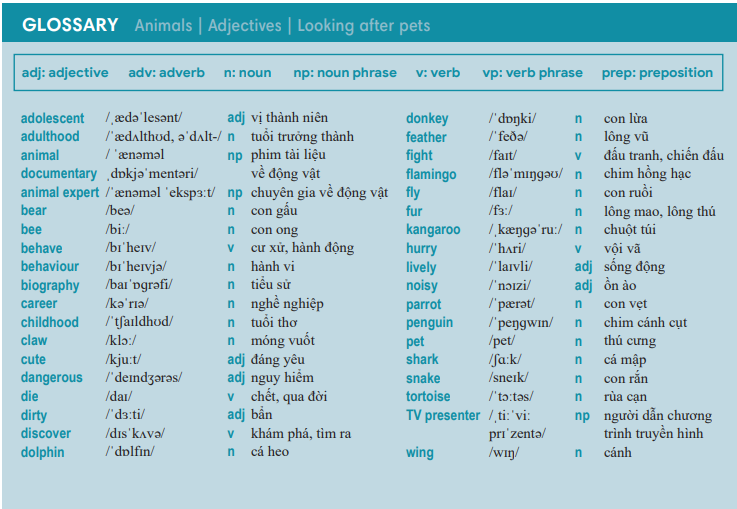 GLOSSARY Animals | Adjectives | Looking after pets
adj: adjective adv: adverb n: noun np: noun phrase v: verb vp: verb phrase prep: preposition
adolescent /ˌædəˈlesənt/ adj vị thành niên
adulthood /ˈædʌlthʊd, əˈdʌlt-/ n tuổi trưởng thành
animal /ˈænəməl np phim tài liệu
documentary ˌdɒkjəˈmentəri/ về động vật
animal expert /ˈænəməl ˈekspɜːt/ np chuyên gia về động vật
bear /beə/ n con gấu
bee /biː/ n con ong
behave /bɪˈheɪv/ v cư xử, hành động
behaviour /bɪˈheɪvjə/ n hành vi
biography /baɪˈɒgrəfi/ n tiểu sử
career /kəˈrɪə/ n nghề nghiệp
childhood /ˈtʃaɪldhʊd/ n tuổi thơ
claw /klɔː/ n móng vuốt
cute /kjuːt/ adj đáng yêu
dangerous /ˈdeɪndʒərəs/ adj nguy hiểm
die /daɪ/ v chết, qua đời
dirty /ˈdɜːti/ adj bẩn
discover /dɪsˈkʌvə/ v khám phá, tìm ra
dolphin /ˈdɒlfɪn/ n cá heo
donkey /ˈdɒŋki/ n con lừa
feather /ˈfeðə/ n lông vũ
fight /faɪt/ v đấu tranh, chiến đấu
flamingo /fləˈmɪŋgəʊ/ n chim hồng hạc
fly /flaɪ/ n con ruồi
fur /fɜː/ n lông mao, lông thú
kangaroo /ˌkæŋgəˈruː/ n chuột túi
hurry /ˈhʌri/ v vội vã
lively /ˈlaɪvli/ adj sống động
noisy /ˈnɔɪzi/ adj ồn ào
parrot /ˈpærət/ n con vẹt
penguin /ˈpeŋgwɪn/ n chim cánh cụt
pet /pet/ n thú cưng
shark /ʃɑːk/ n cá mập
snake /sneɪk/ n con rắn
tortoise /ˈtɔːtəs/ n rùa cạn
TV presenter /ˌtiːˈviː np người dẫn chương
prɪˈzentə/ trình truyền hình
wing /wɪŋ/ n cánh